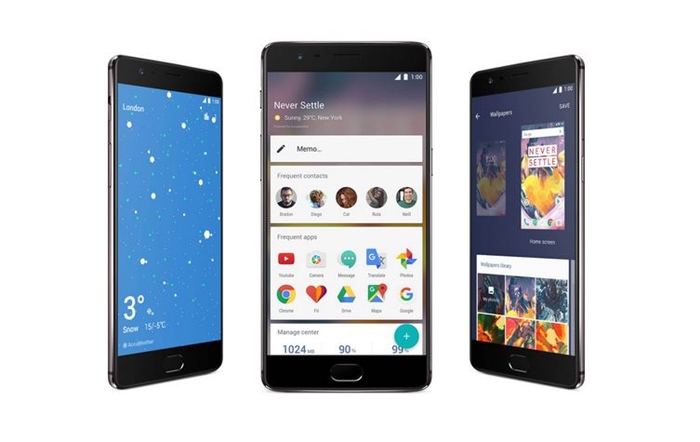 London
3°
Snow 15/-5°C
AccuWeather
1:00
Never Settle
Sunny, 29°C, New York
Memo...
Frequent contacts
Bradon Diego Cat Ruta Neill
Frequent apps
Youtube Camera Message Translate Photos
Chrome Fit Drive Maps Google
Manage center
1024 MB 90 % 99%
1:00
Wallpapers SAVE
NEVER
SETTLE
Home screen
Wallpapers library
My photos